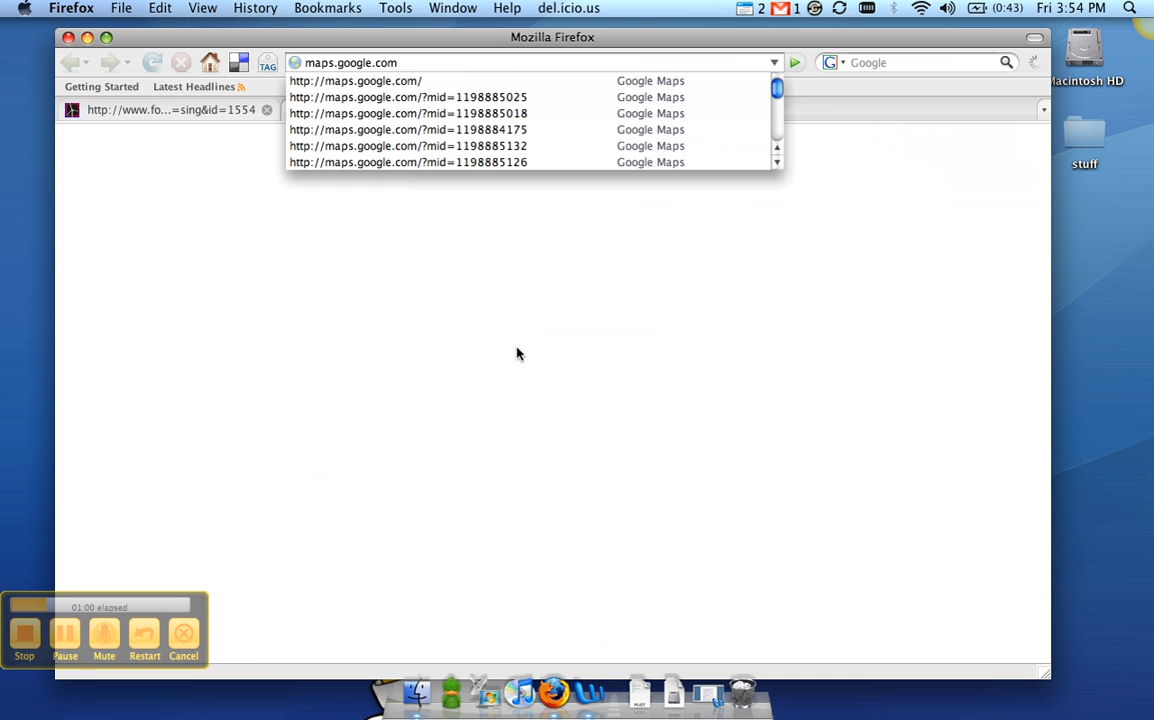 Firefox File Edit View History Bookmarks Tools Window Help del.icio.us 2 1 (0:43) Fri 3:54 PM
Mozilla Firefox
TAG maps.google.com G Google
http://maps.google.com/ Google Maps
http://maps.google.com/?mid=1198885025 Google Maps
http://maps.google.com/?mid=1198885018 Google Maps
http://maps.google.com/?mid=1198884175 Google Maps
http://maps.google.com/?mid=1198885132 Google Maps
http://maps.google.com/?mid=1198885126 Google Maps
Getting Started Latest Headlines
http://www.fo...=sing&id=1554
Macintosh HD
stuff
01:00 elapsed
Stop Pause Mute Restart Cancel